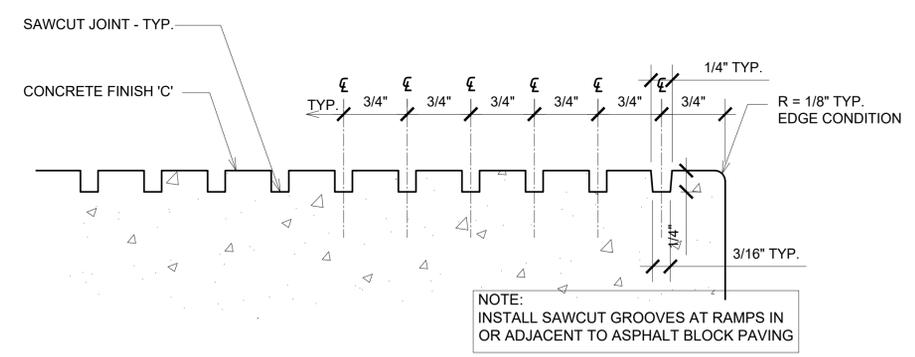 SAWCUT JOINT - TYP.
CONCRETE FINISH 'C'
1/4" TYP.
℄ ℄ ℄ ℄ ℄ ℄
TYP. 3/4" 3/4" 3/4" 3/4" 3/4" 3/4"
R = 1/8" TYP.
EDGE CONDITION
1/4"
3/16" TYP.
NOTE:
INSTALL SAWCUT GROOVES AT RAMPS IN
OR ADJACENT TO ASPHALT BLOCK PAVING